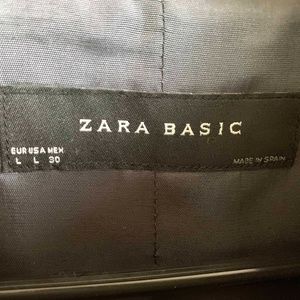 ZARA BASIC
EUR USA MEX
L L 30
MADE IN SPAIN